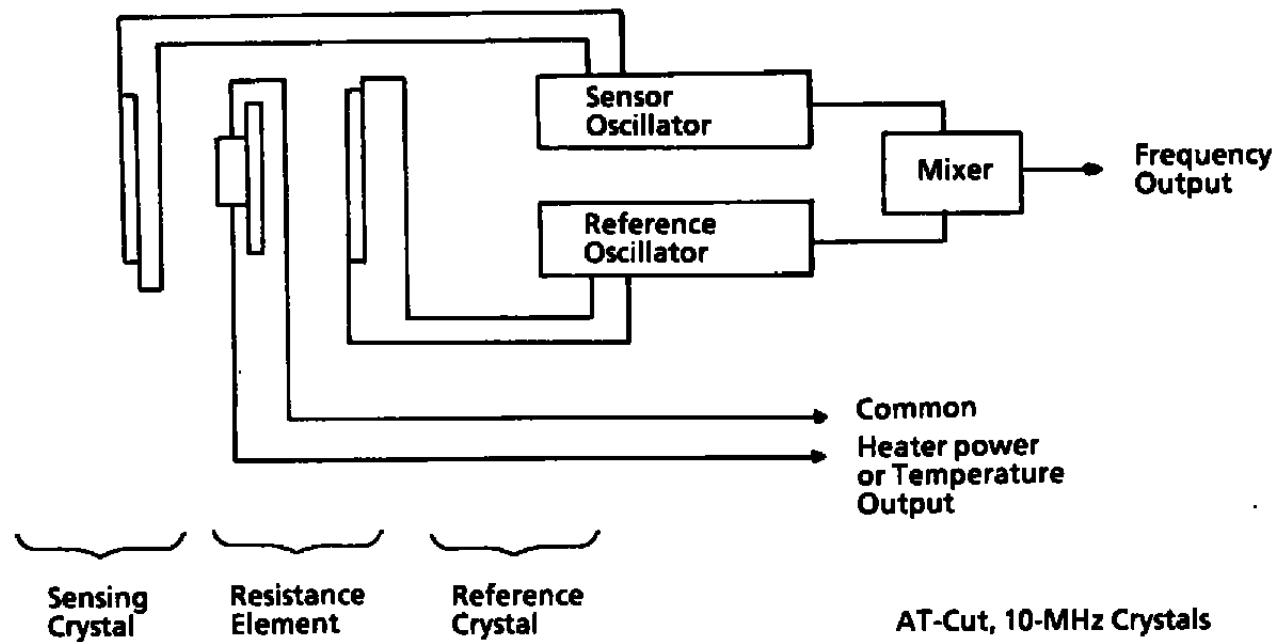 Sensor
Oscillator
Mixer
Frequency
Output
Reference
Oscillator
Common
Heater power
or Temperature
Output
Sensing
Crystal
Resistance
Element
Reference
Crystal
AT-Cut, 10-MHz Crystals